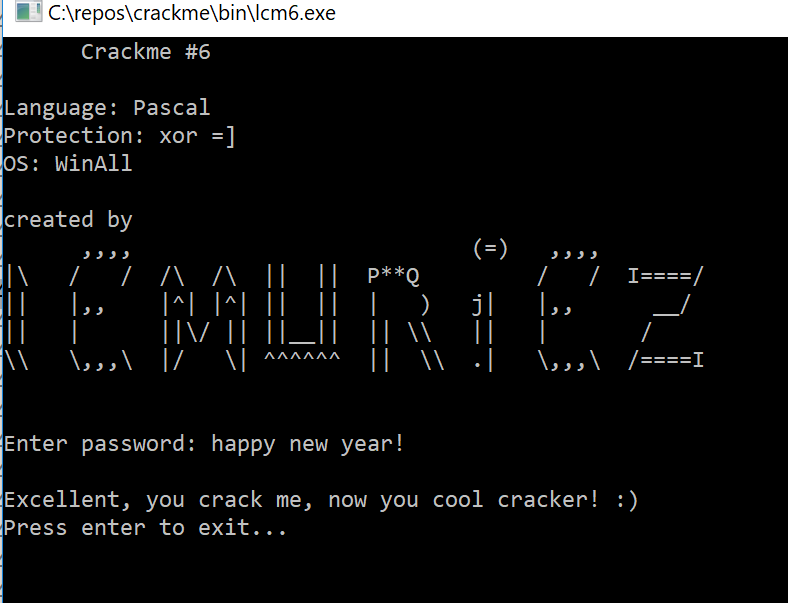 C:\repos\crackme\bin\lcm6.exe
Crackme #6
Language: Pascal
Protection: xor =]
OS: WinAll
created by
      ,,,,                          (=)   ,,,,
|\   /   /  /\  /\  ||  ||  P**Q         /   /  I====/
||   |,,    |^| |^| ||  ||  |   )   j|   |,,      __/
||   |      ||\/ || ||__||  || \\   ||   |       /
\\   \,,,\  |/   \| ^^^^^^  ||  \\  .|   \,,,\  /====I
Enter password: happy new year!
Excellent, you crack me, now you cool cracker! :)
Press enter to exit...